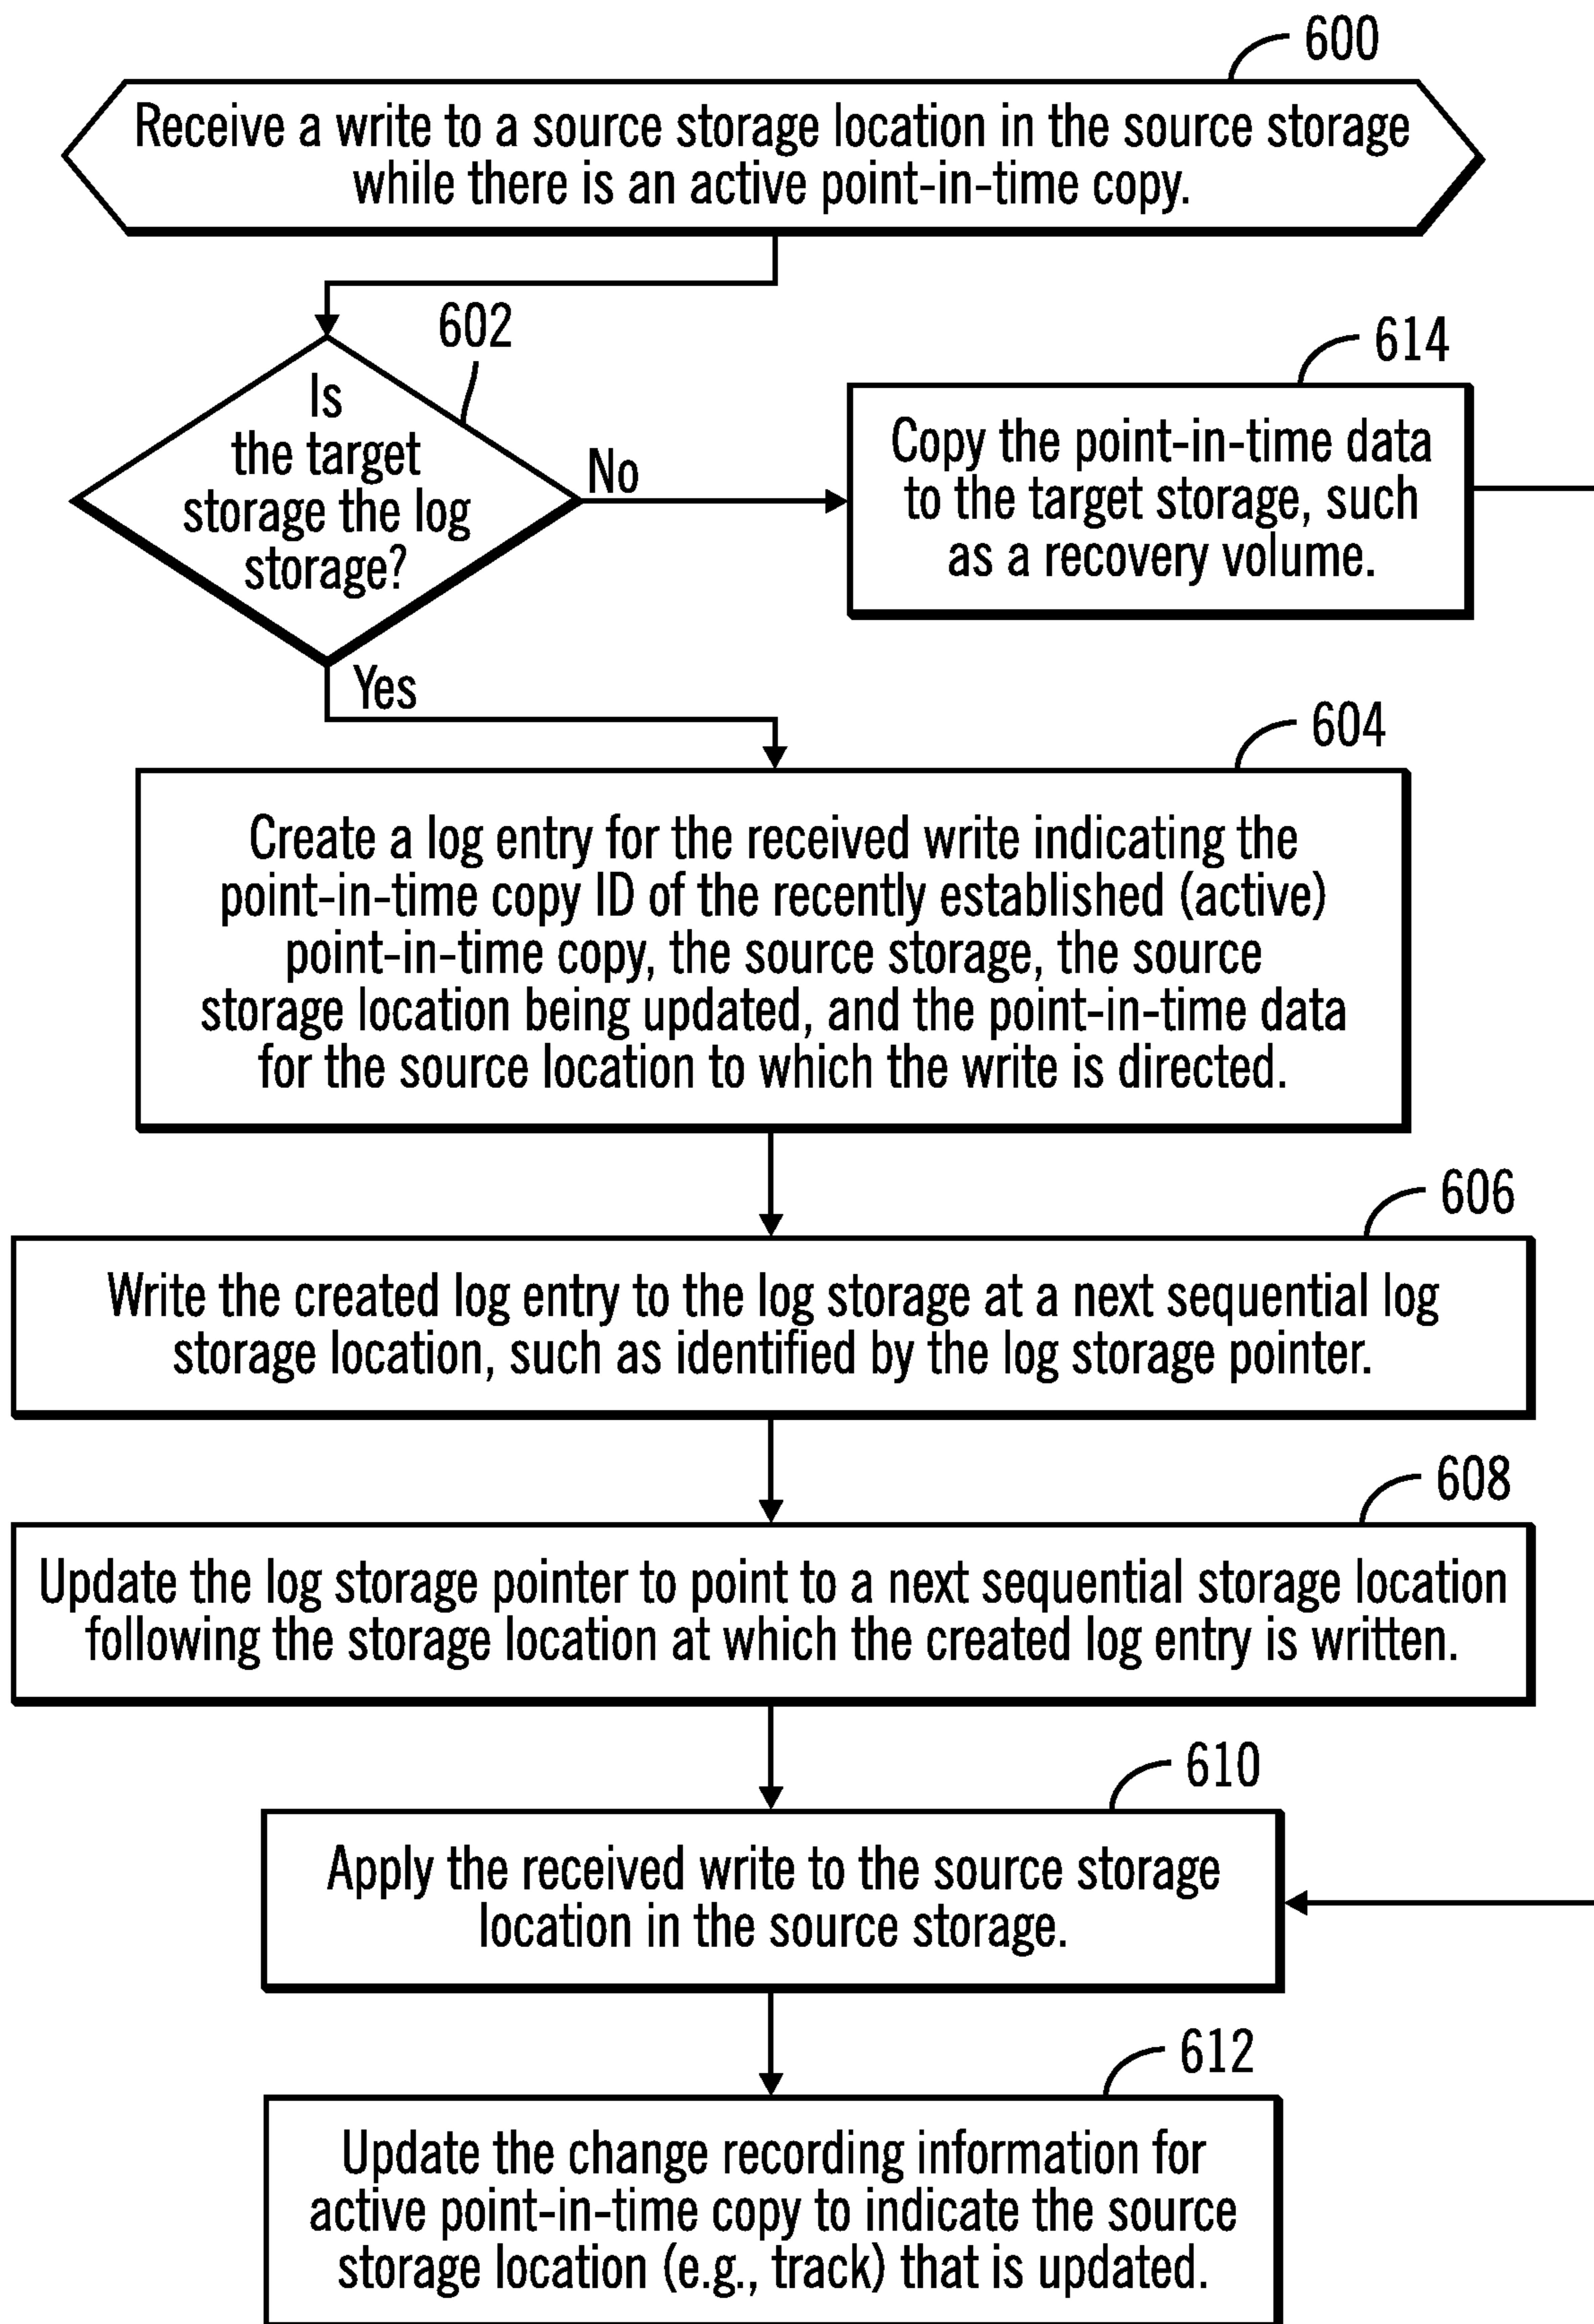 600
Receive a write to a source storage location in the source storage
while there is an active point-in-time copy.
602
Is
the target
storage the log
storage?
No
Yes
614
Copy the point-in-time data
to the target storage, such
as a recovery volume.
604
Create a log entry for the received write indicating the
point-in-time copy ID of the recently established (active)
point-in-time copy, the source storage, the source
storage location being updated, and the point-in-time data
for the source location to which the write is directed.
606
Write the created log entry to the log storage at a next sequential log
storage location, such as identified by the log storage pointer.
608
Update the log storage pointer to point to a next sequential storage location
following the storage location at which the created log entry is written.
610
Apply the received write to the source storage
location in the source storage.
612
Update the change recording information for
active point-in-time copy to indicate the source
storage location (e.g., track) that is updated.